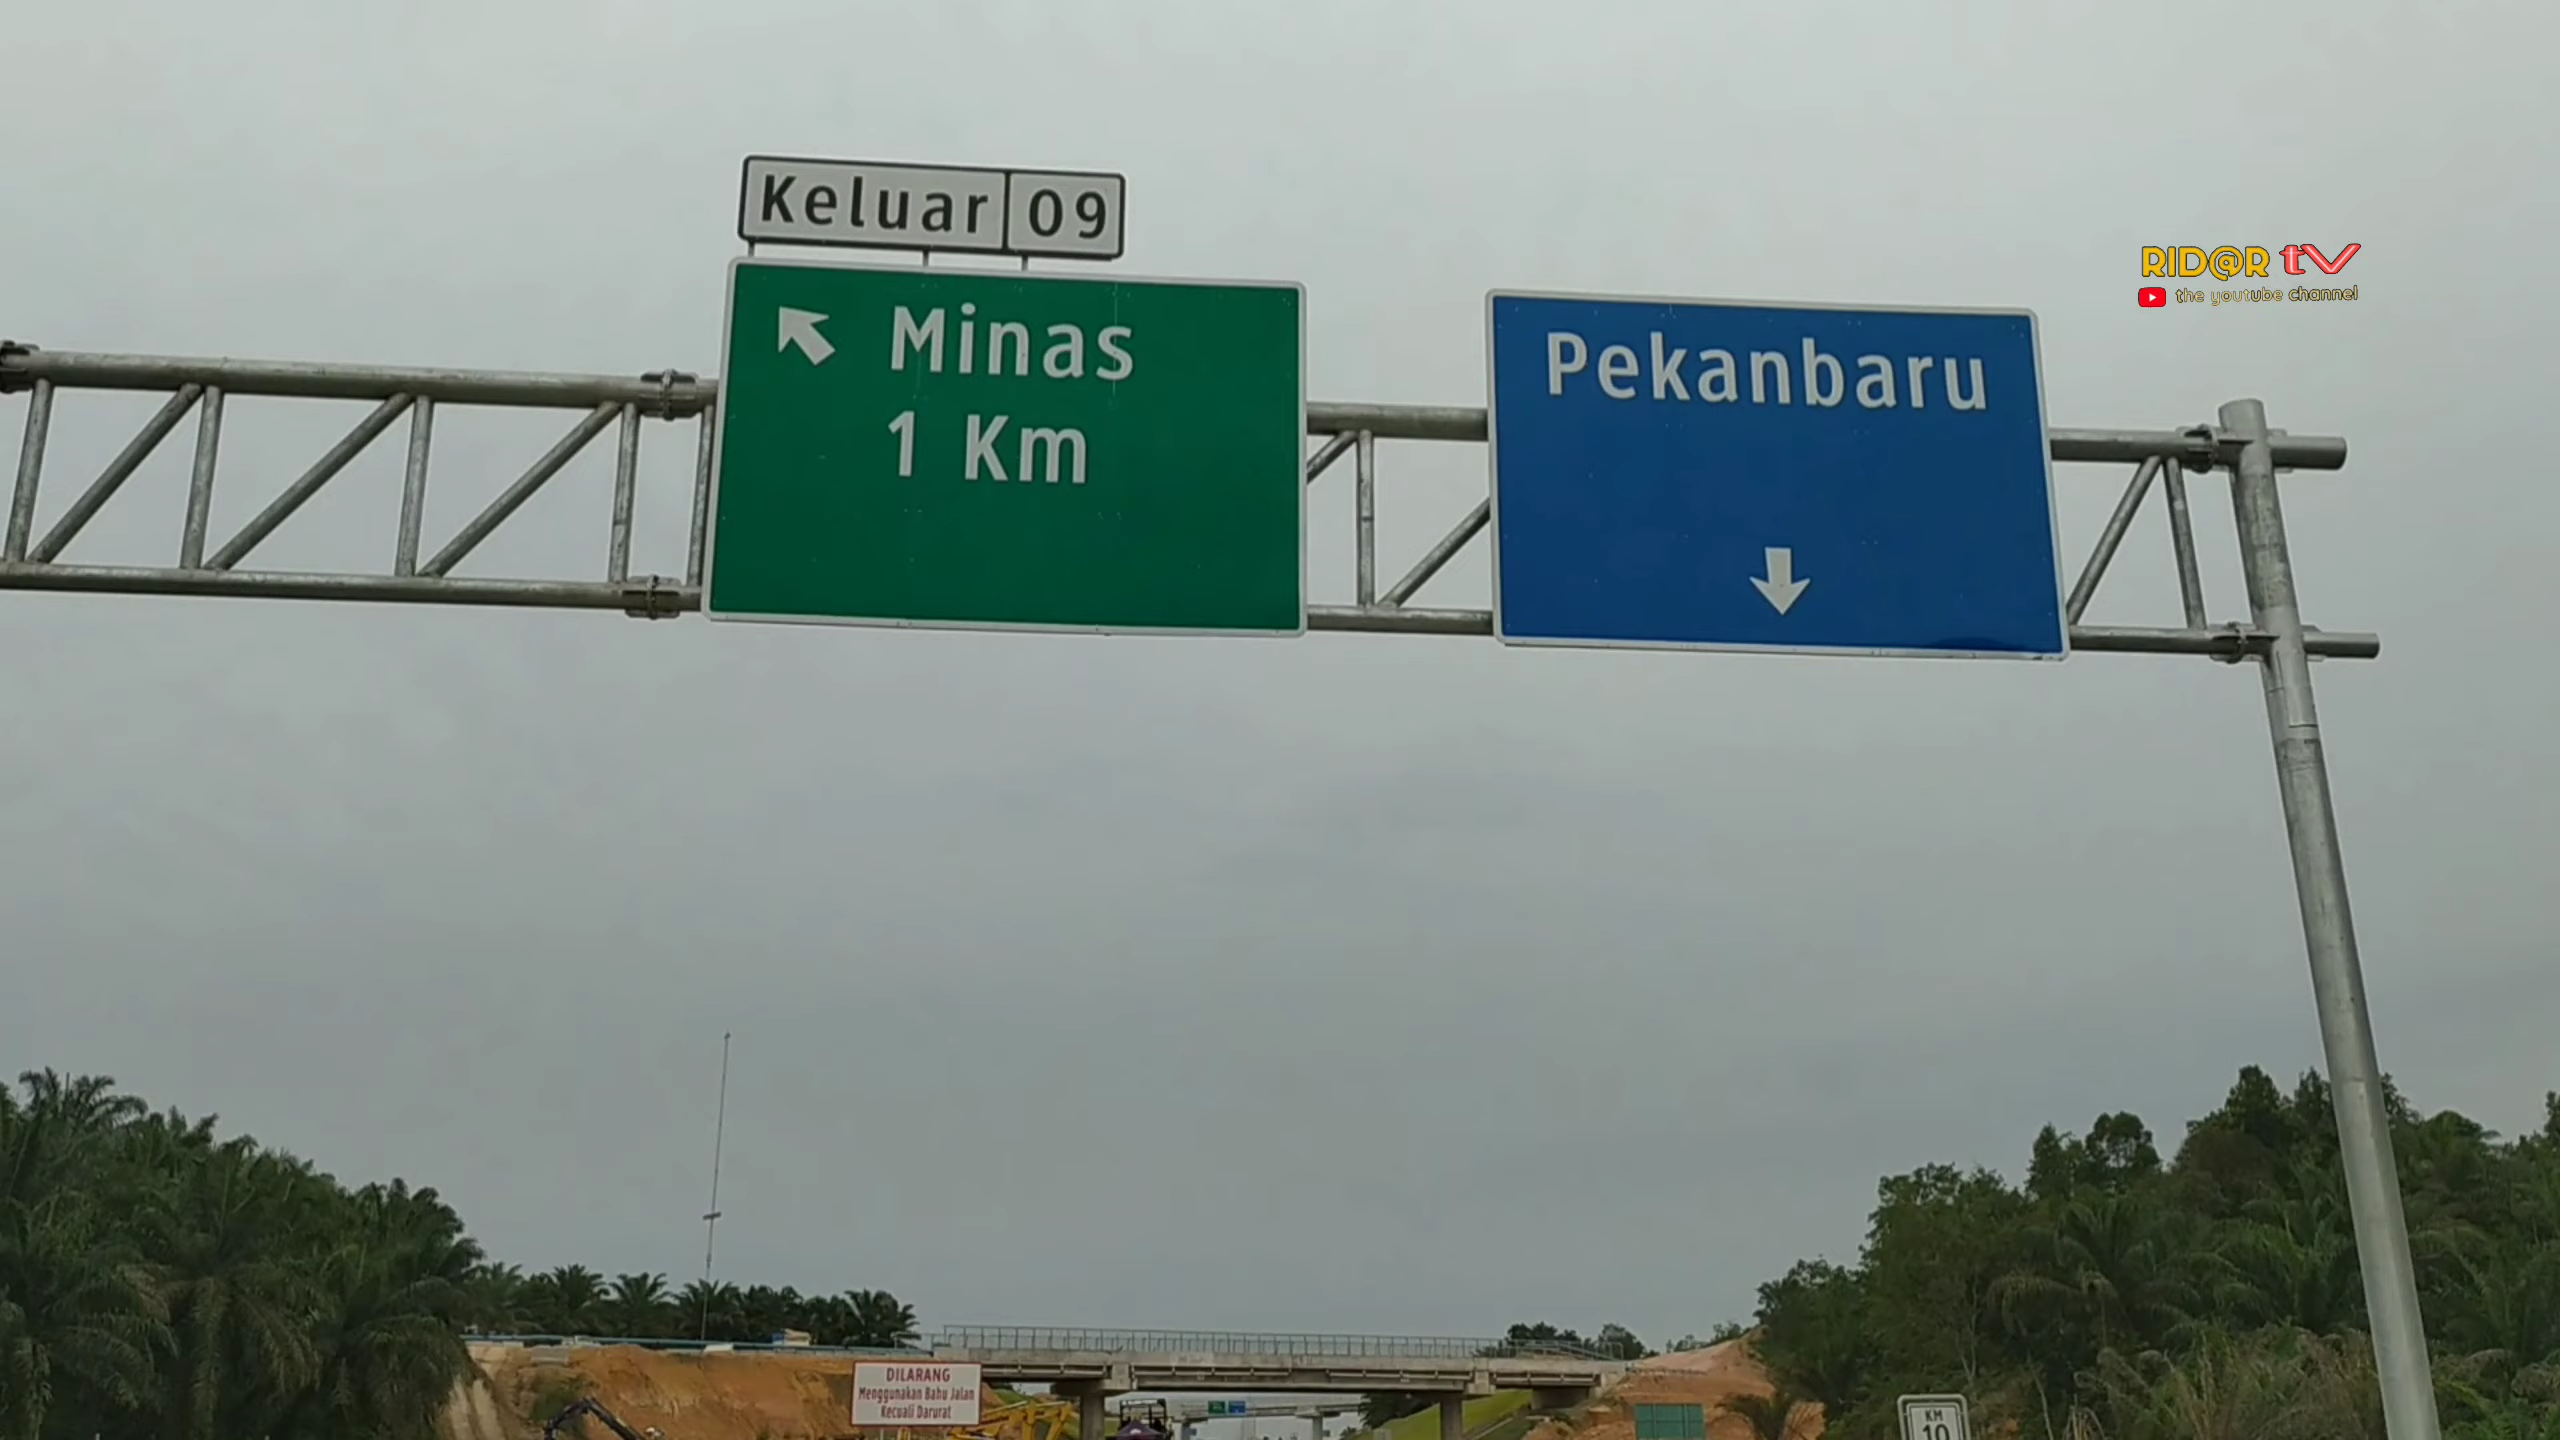 Keluar 09
Minas
1 Km
Pekanbaru
RID@R tv
the youtube channel
DILARANG
Menggunakan Bahu Jalan
Kecuali Darurat
KM
10